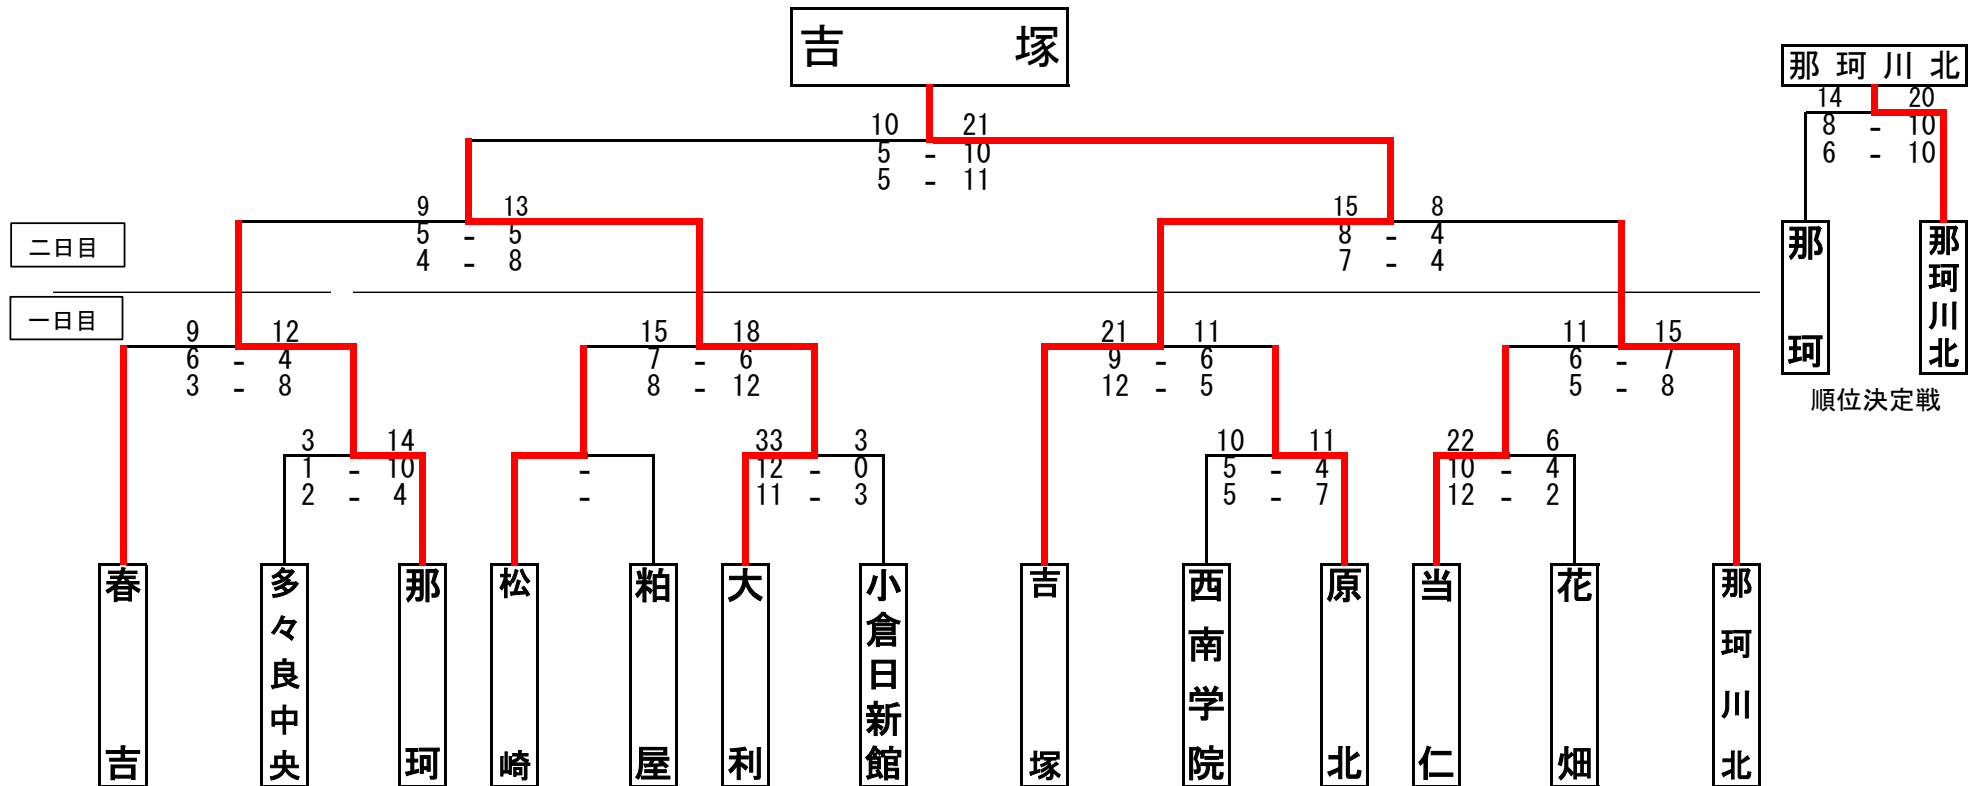 吉 塚
那 珂 川 北
14 20
8 - 10
6 - 10
10 21
5 - 10
5 - 11
9 13
5 - 5
4 - 8
15 8
8 - 4
7 - 4
二日目
一日目
那珂
那珂川北
順位決定戦
9 12
6 - 4
3 - 8
15 18
7 - 6
8 - 12
21 11
9 - 6
12 - 5
11 15
6 - 7
5 - 8
3 14
1 - 10
2 - 4
-
-
33 3
12 - 0
11 - 3
10 11
5 - 4
5 - 7
22 6
10 - 4
12 - 2
春吉
多々良中央
那珂
松崎
粕屋
大利
小倉日新館
吉塚
西南学院
原北
当仁
花畑
那珂川北